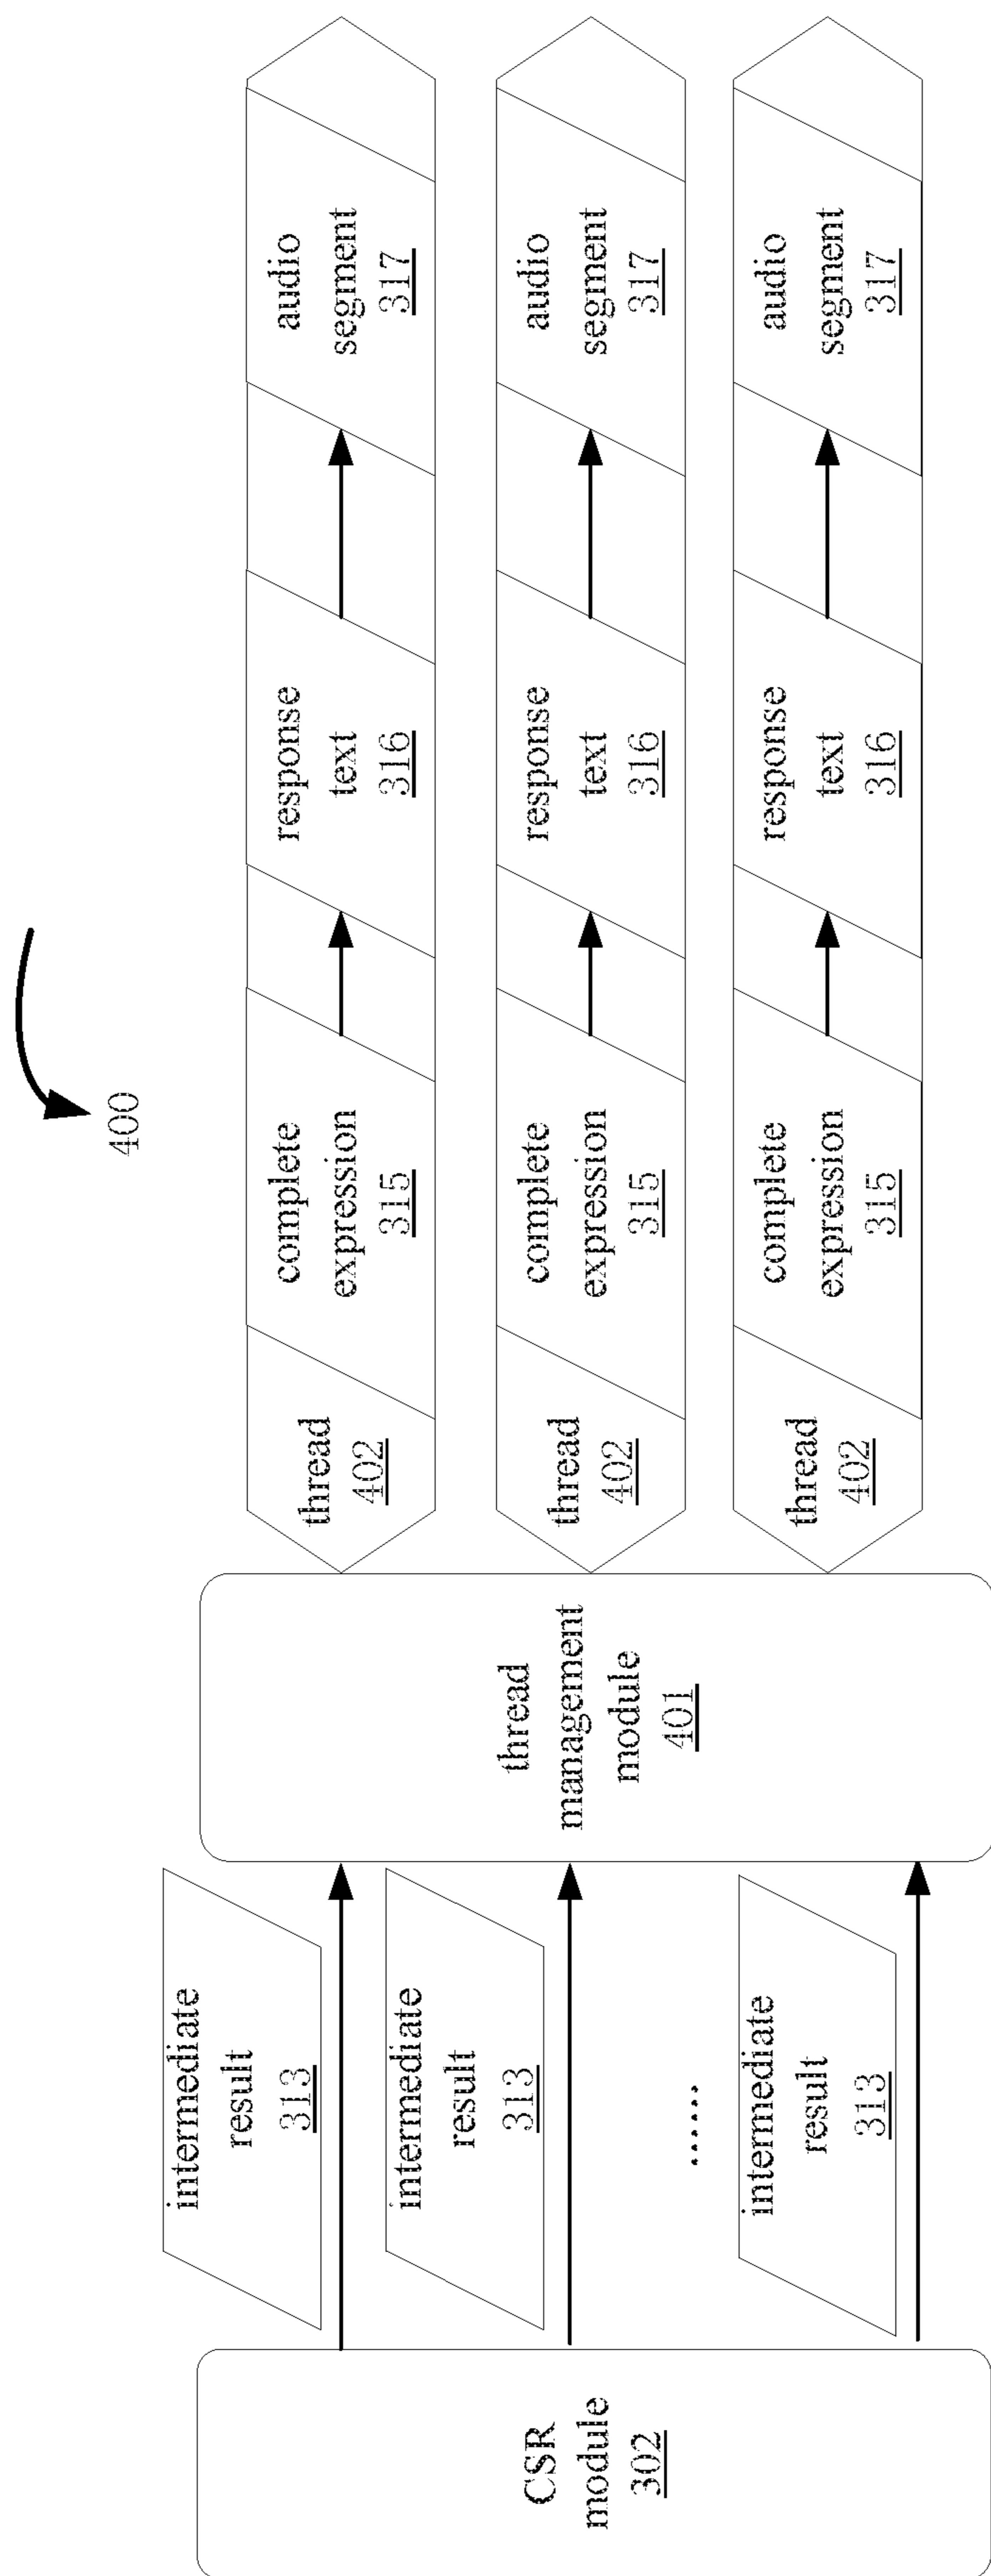 400
CSR
module
302
intermediate
result
313
intermediate
result
313
.......
intermediate
result
313
thread
management
module
401
thread
402
complete
expression
315
response
text
316
audio
segment
317
thread
402
complete
expression
315
response
text
316
audio
segment
317
thread
402
complete
expression
315
response
text
316
audio
segment
317